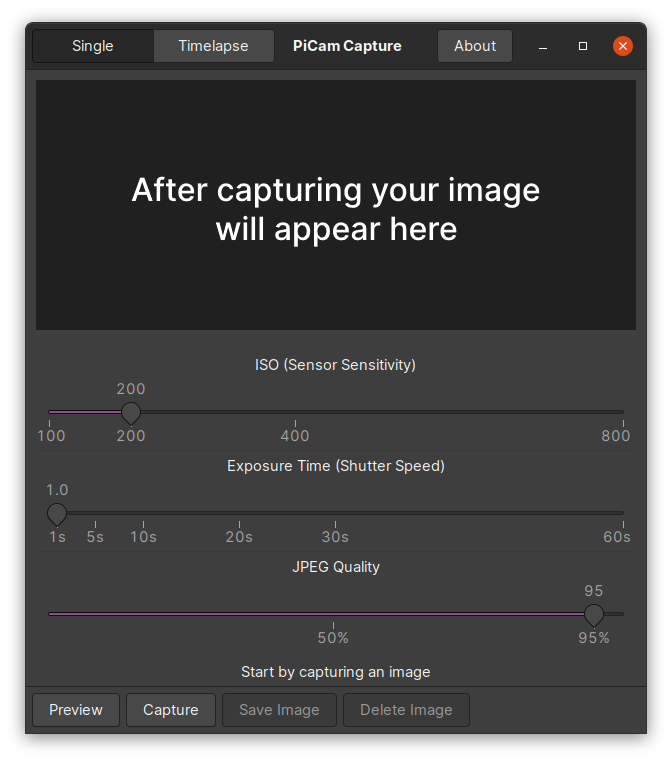 Single Timelapse PiCam Capture About
After capturing your image
will appear here
ISO (Sensor Sensitivity)
200
100 200 400 800
Exposure Time (Shutter Speed)
1.0
1s 5s 10s 20s 30s 60s
JPEG Quality
95
50% 95%
Start by capturing an image
Preview Capture Save Image Delete Image